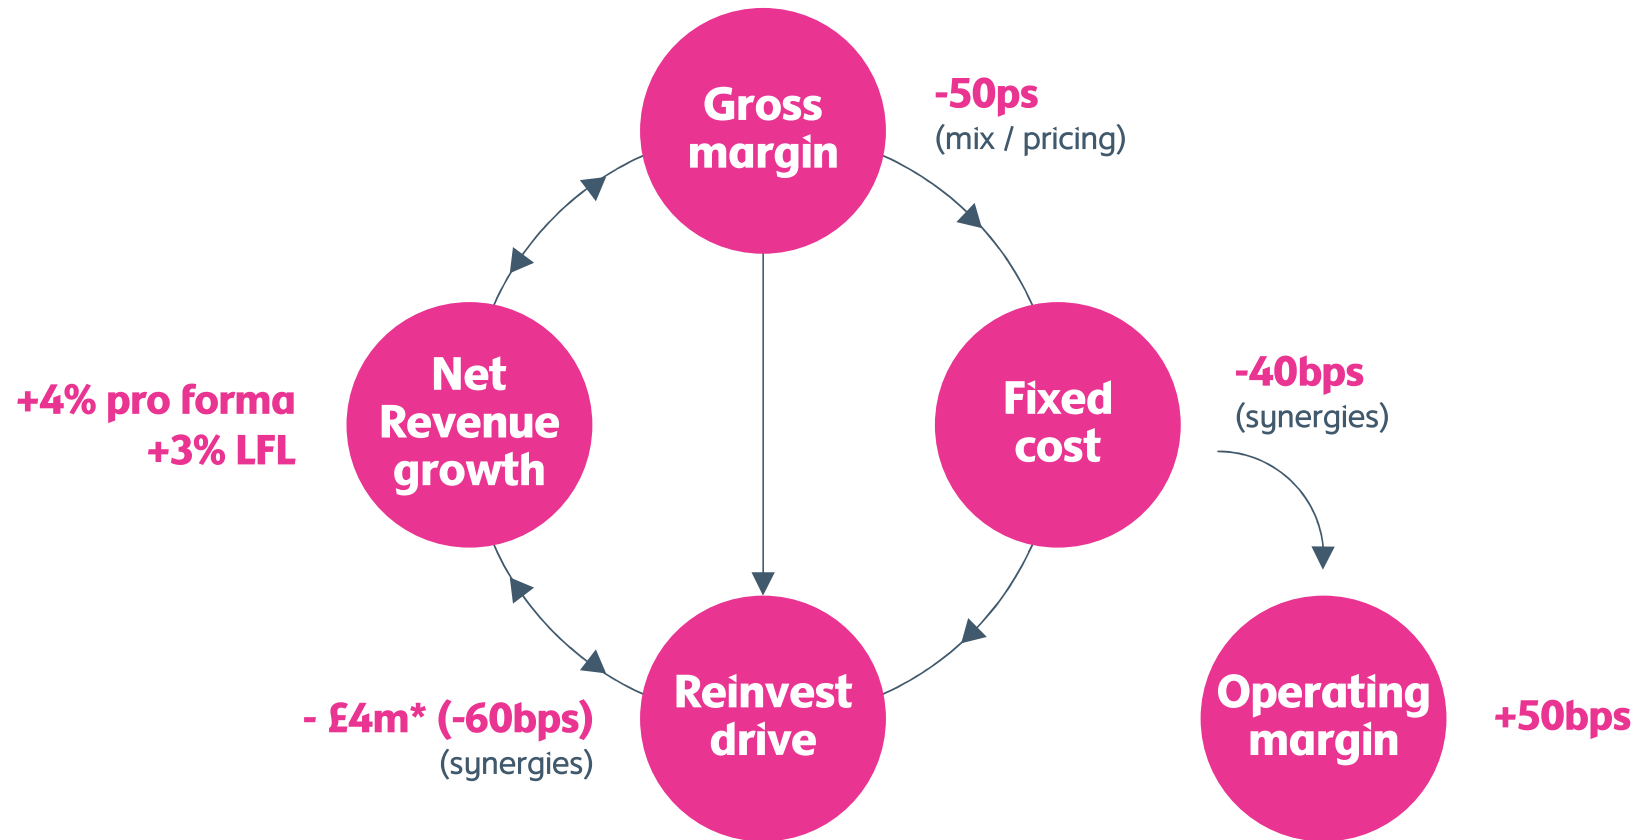 Gross
margin
-50ps
(mix / pricing)
Net
Revenue
growth
+4% pro forma
+3% LFL
Fixed
cost
-40bps
(synergies)
Reinvest
drive
- £4m* (-60bps)
(synergies)
Operating
margin
+50bps